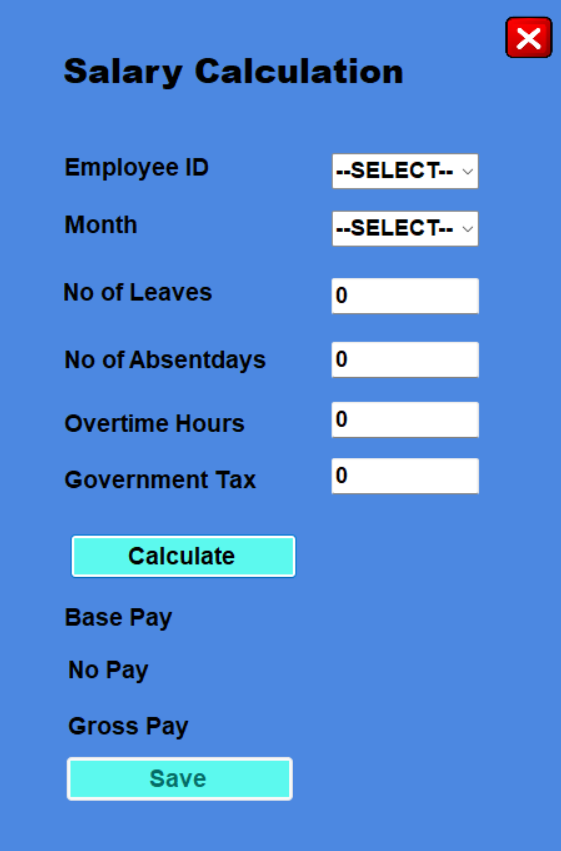 Salary Calculation
Employee ID --SELECT--
Month --SELECT--
No of Leaves 0
No of Absentdays 0
Overtime Hours 0
Government Tax 0
Calculate
Base Pay
No Pay
Gross Pay
Save